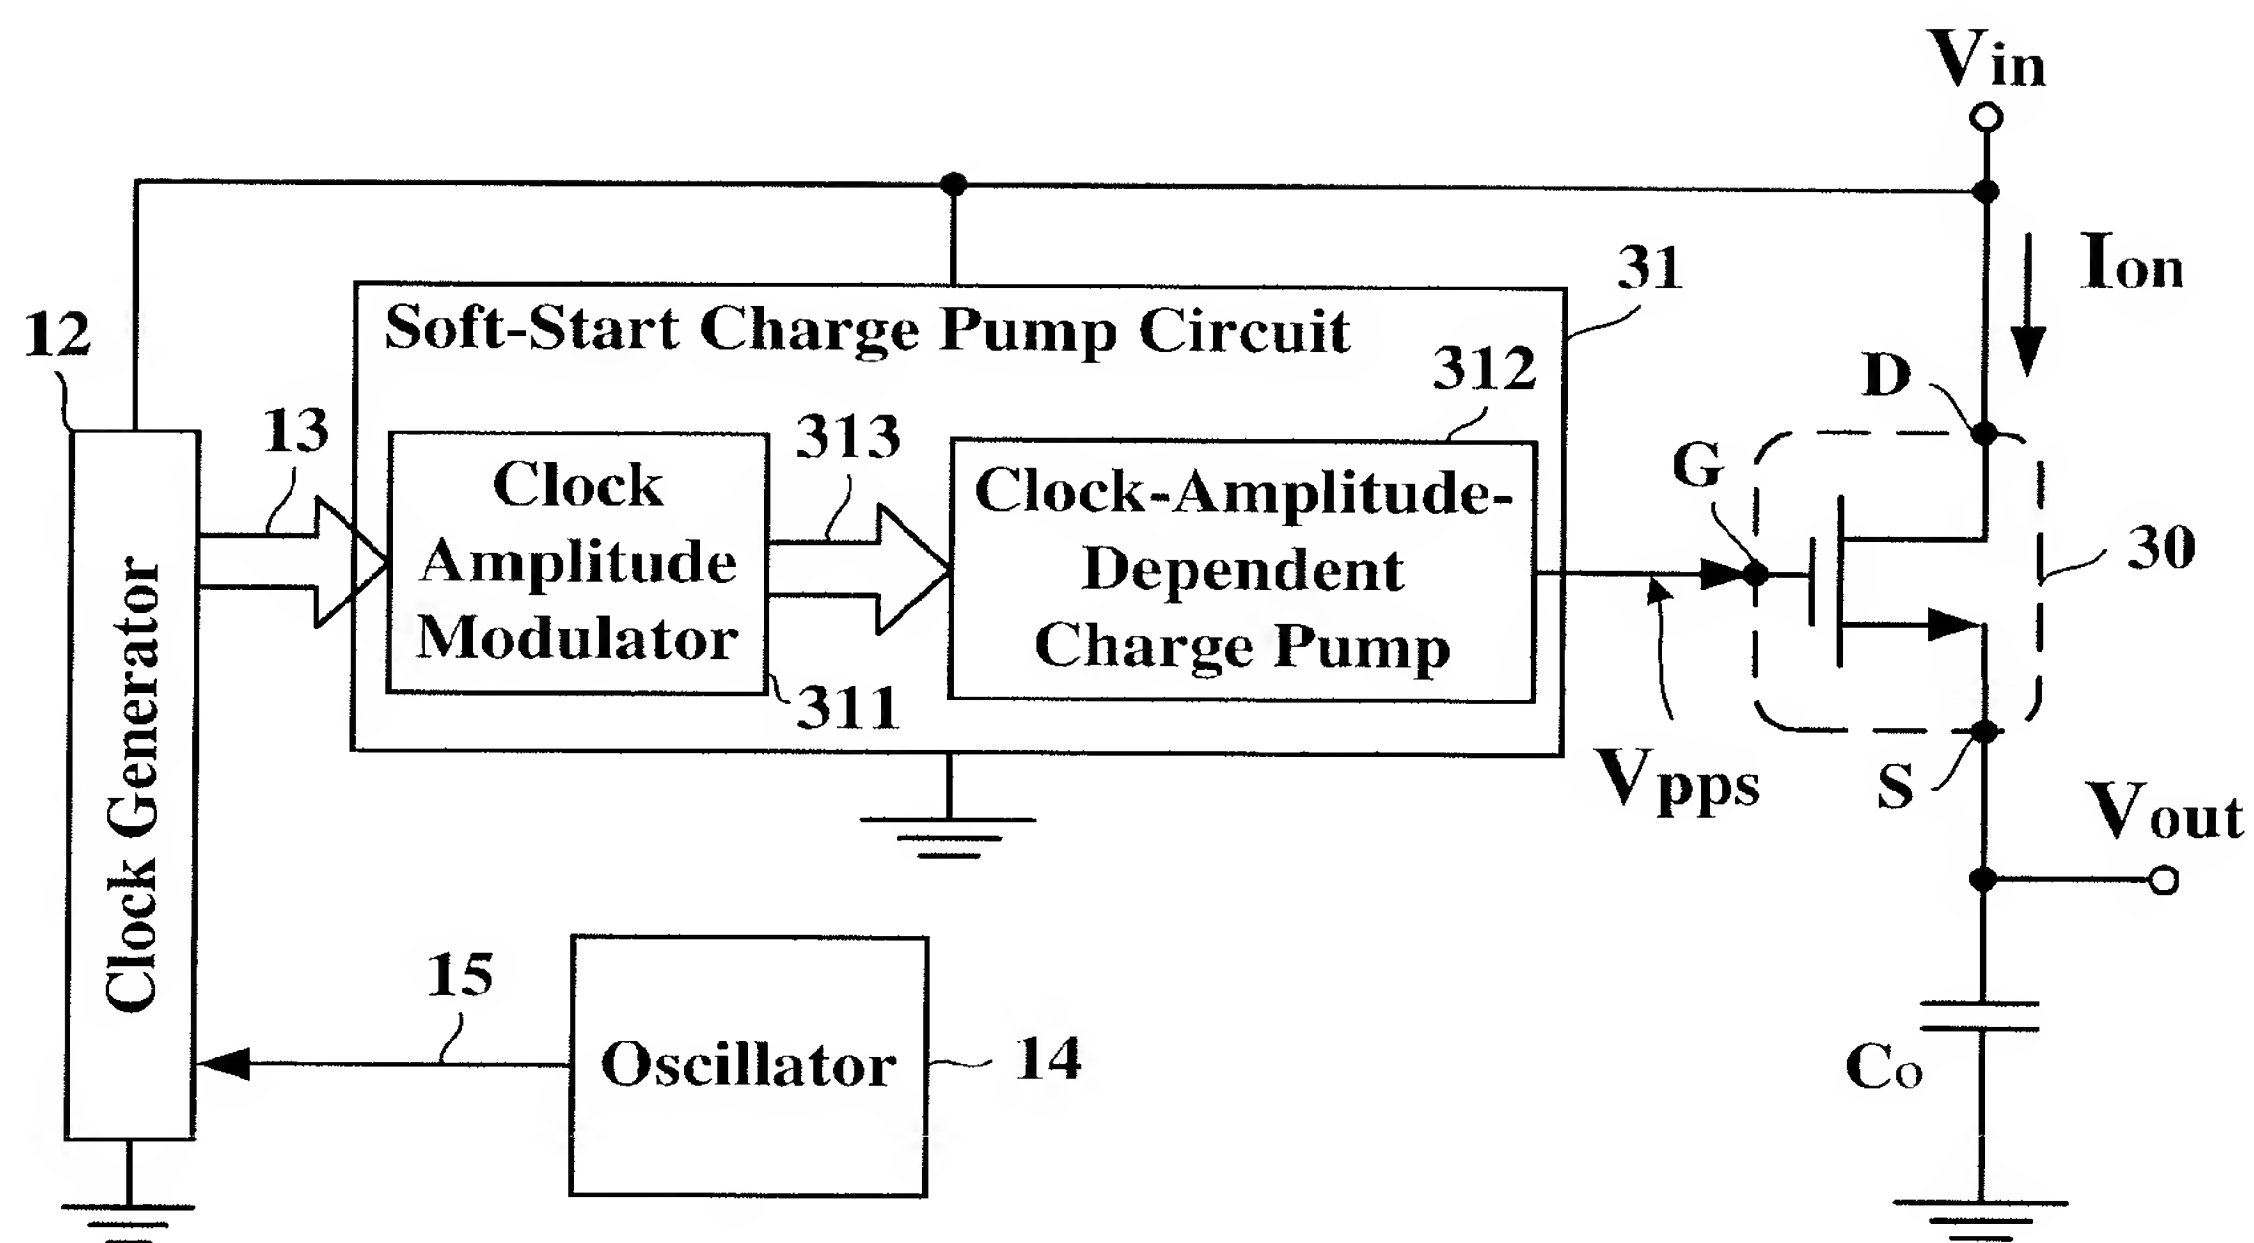 Vin
Ion
31
Soft-Start Charge Pump Circuit
12
312
D
13
313
G
Clock
Amplitude
Modulator
Clock-Amplitude-
Dependent
Charge Pump
30
311
Vpps
S
Vout
Clock Generator
15
Oscillator
14
Co